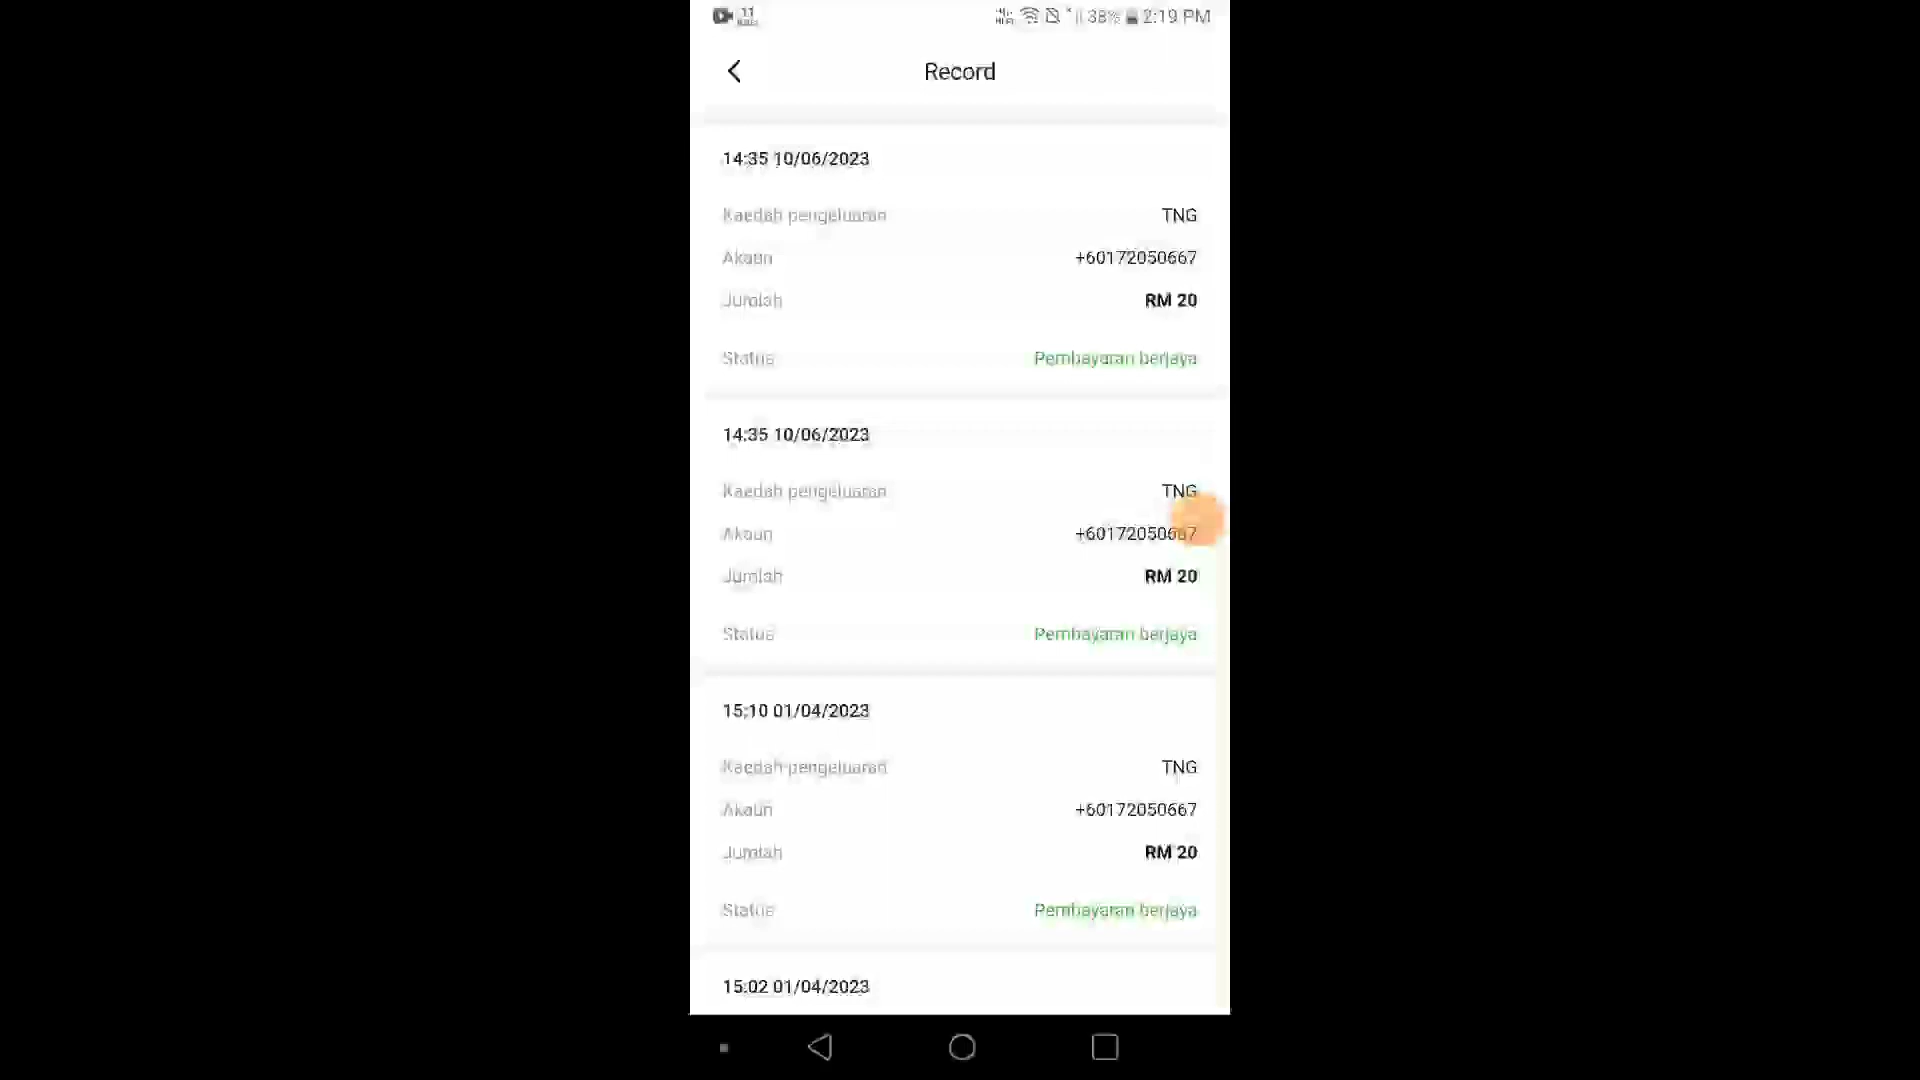 38% 2:19 PM
Record
14:35 10/06/2023
Kaedah pengeluaran TNG
Akaun +60172050667
Jumlah RM 20
Status Pembayaran berjaya
14:35 10/06/2023
Kaedah pengeluaran TNG
Akaun +60172050667
Jumlah RM 20
Status Pembayaran berjaya
15:10 01/04/2023
Kaedah pengeluaran TNG
Akaun +60172050667
Jumlah RM 20
Status Pembayaran berjaya
15:02 01/04/2023